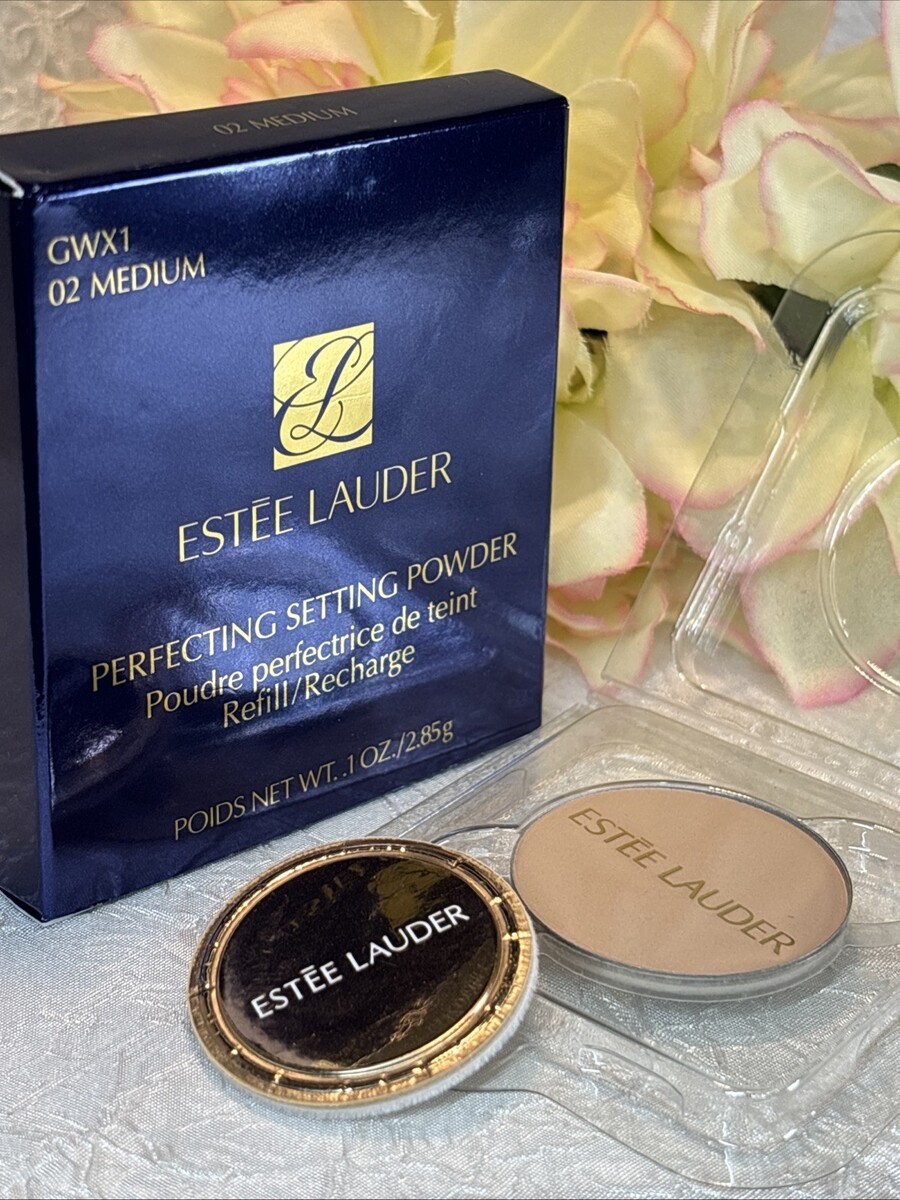 02 MEDIUM
GWX1
02 MEDIUM
ESTĒE LAUDER
PERFECTING SETTING POWDER
Poudre perfectrice de teint
Refill/Recharge
POIDS NET WT. .1 OZ./2.85g
ESTĒE LAUDER
ESTĒE LAUDER